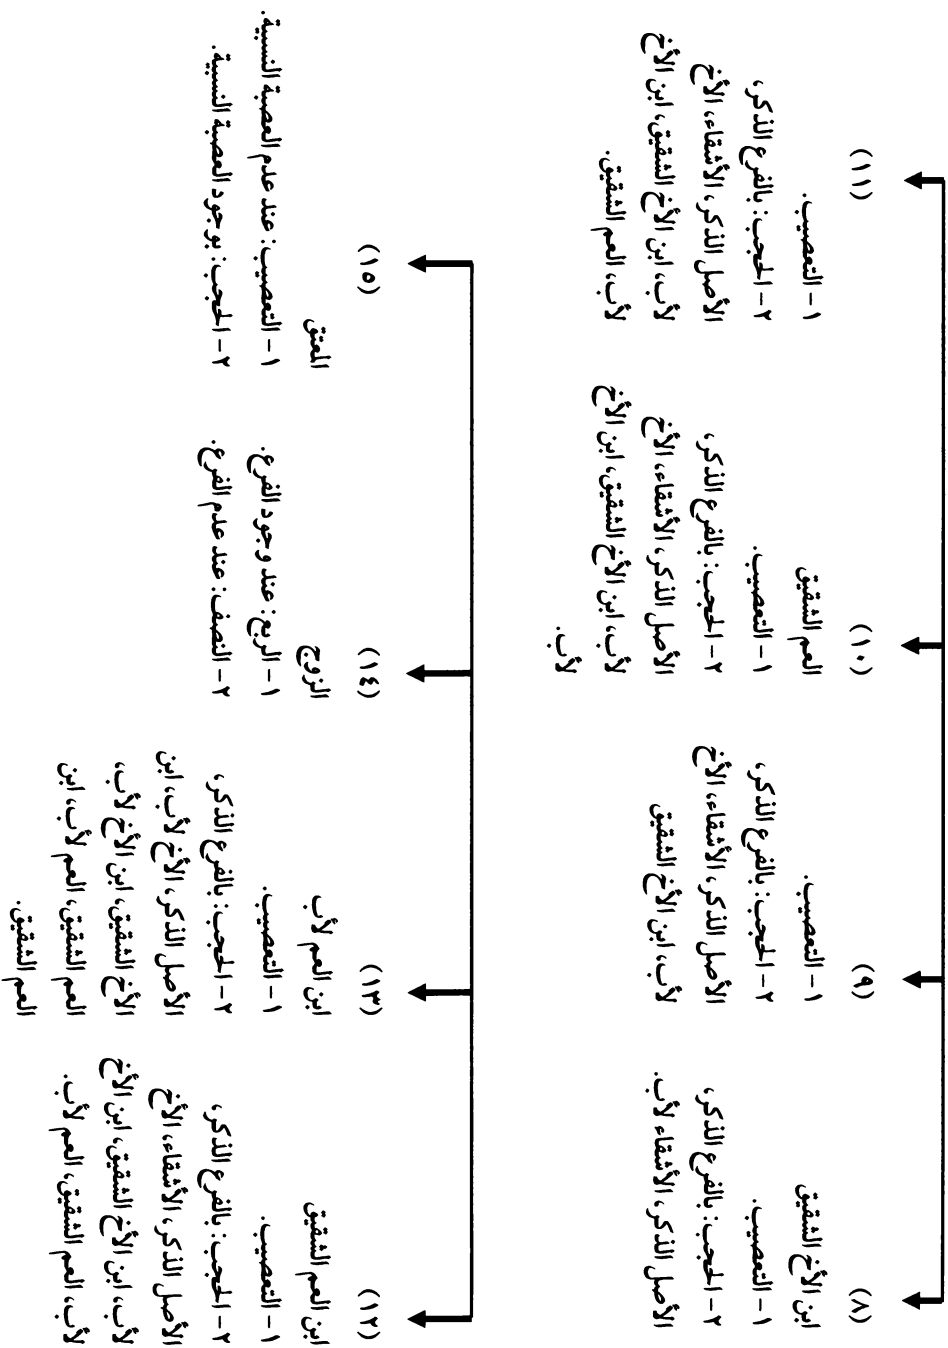 (٨)
ابن الأخ الشقيق
١ – التعصيب.
٢ – الحجب: بالفرع الذكر،
الأصل الذكر، الأشقاء لأب.
(٩)
١ – التعصيب.
٢ – الحجب: بالفرع الذكر،
الأصل الذكر، الأشقاء، الأخ
لأب، ابن الأخ الشقيق
(١٠)
العم الشقيق
١ – التعصيب.
٢ – الحجب: بالفرع الذكر،
الأصل الذكر، الأشقاء، الأخ
لأب، ابن الأخ الشقيق، ابن الأخ
لأب.
(١١)
١ – التعصيب.
٢ – الحجب: بالفرع الذكر،
الأصل الذكر، الأشقاء، الأخ
لأب، ابن الأخ الشقيق، ابن الأخ
لأب، العم الشقيق.
(١٢)
ابن العم الشقيق
١ – التعصيب.
٢ – الحجب: بالفرع الذكر،
الأصل الذكر، الأشقاء، الأخ
لأب، ابن الأخ الشقيق، ابن الأخ
لأب، العم الشقيق، العم لأب.
(١٣)
ابن العم لأب
١ – التعصيب.
٢ – الحجب: بالفرع الذكر،
الأصل الذكر، الأخ لأب، ابن
الأخ الشقيق، ابن الأخ لأب،
العم الشقيق، العم لأب، ابن
العم الشقيق.
(١٤)
الزوج
١ – الربع: عند وجود الفرع.
٢ – النصف: عند عدم الفرع.
(١٥)
المعتق
١ – التعصيب: عند عدم العصبة النسبية.
٢ – الحجب: بوجود العصبة النسبية.